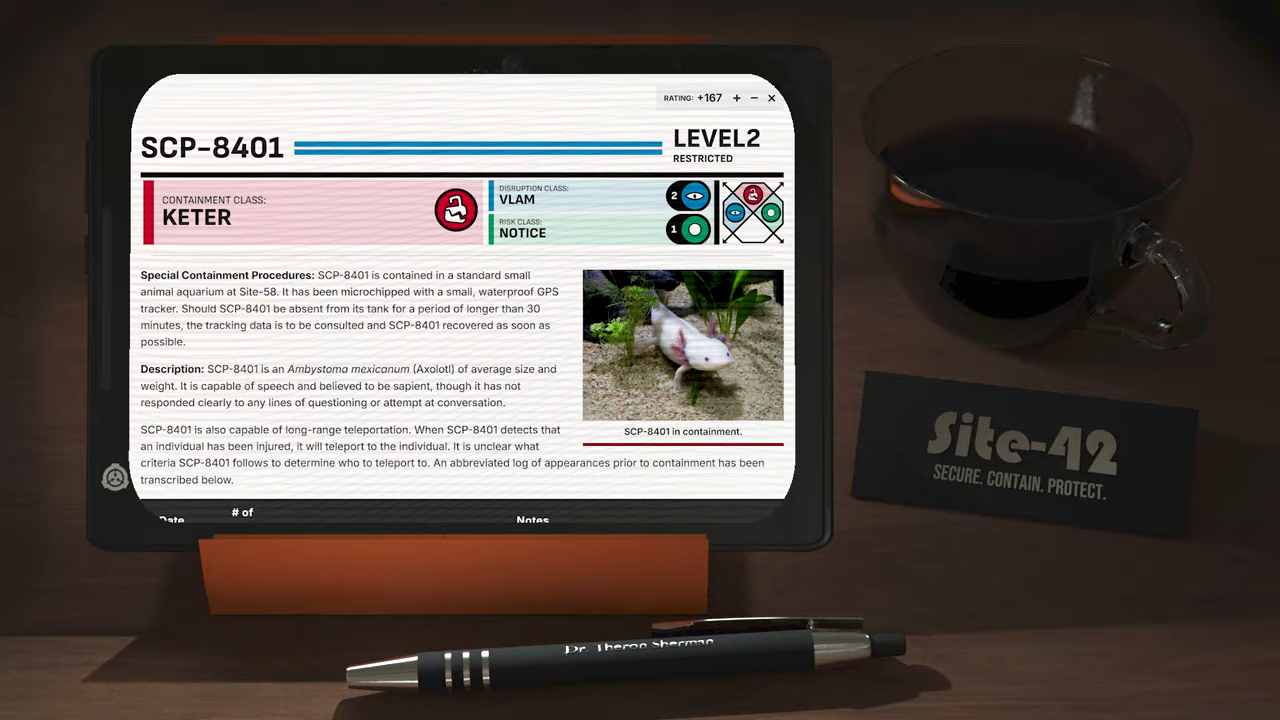 RATING: +167 + − ×
SCP-8401
LEVEL2
RESTRICTED
CONTAINMENT CLASS:
KETER
DISRUPTION CLASS:
VLAM
2
RISK CLASS:
NOTICE
1
Special Containment Procedures: SCP-8401 is contained in a standard small
animal aquarium at Site-58. It has been microchipped with a small, waterproof GPS
tracker. Should SCP-8401 be absent from its tank for a period of longer than 30
minutes, the tracking data is to be consulted and SCP-8401 recovered as soon as
possible.
Description: SCP-8401 is an Ambystoma mexicanum (Axolotl) of average size and
weight. It is capable of speech and believed to be sapient, though it has not
responded clearly to any lines of questioning or attempt at conversation.
SCP-8401 is also capable of long-range teleportation. When SCP-8401 detects that
an individual has been injured, it will teleport to the individual. It is unclear what
criteria SCP-8401 follows to determine who to teleport to. An abbreviated log of appearances prior to containment has been
transcribed below.
SCP-8401 in containment.
Date
# of
Notes
Site-42
SECURE. CONTAIN. PROTECT.
Dr. Theron Sherman